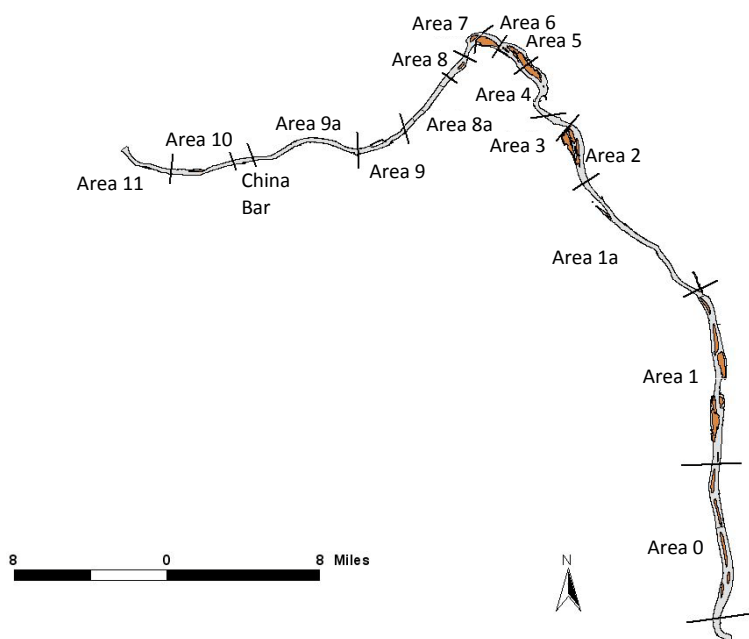 Area 7
Area 6
Area 5
Area 8
Area 4
Area 9a
Area 8a
Area 10
Area 3
Area 2
Area 11
China
Bar
Area 9
Area 1a
Area 1
Area 0
8 0 8 Miles
N